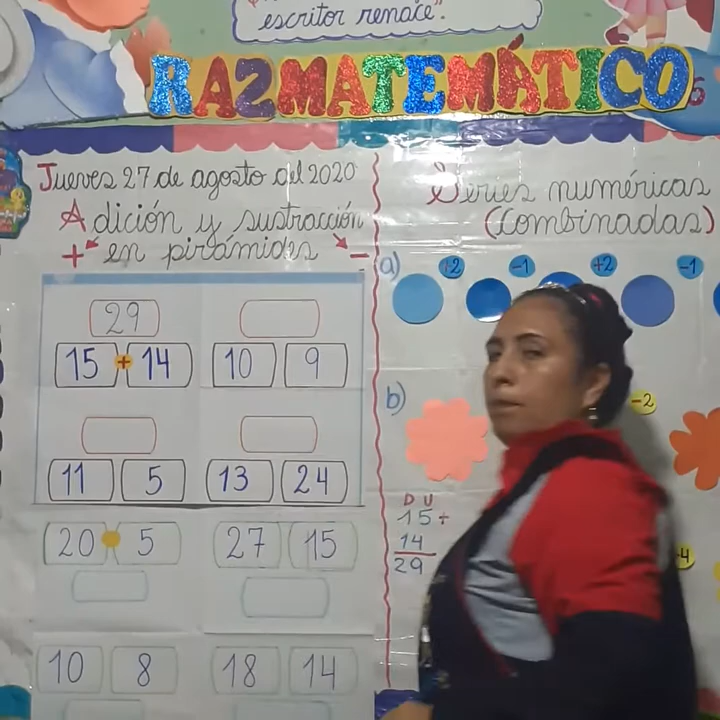 escritor renace".
RAZMATEMÁTICO
Jueves 27 de agosto del 2020
Adición y sustracción
+ en pirámides -
29
15 + 14
10 9
11 5
13 24
20 5
27 15
10 8
18 14
Series numéricas
(Combinadas)
a) +2 -1 +2 -1
b) -2
D U
15 +
14
29
4